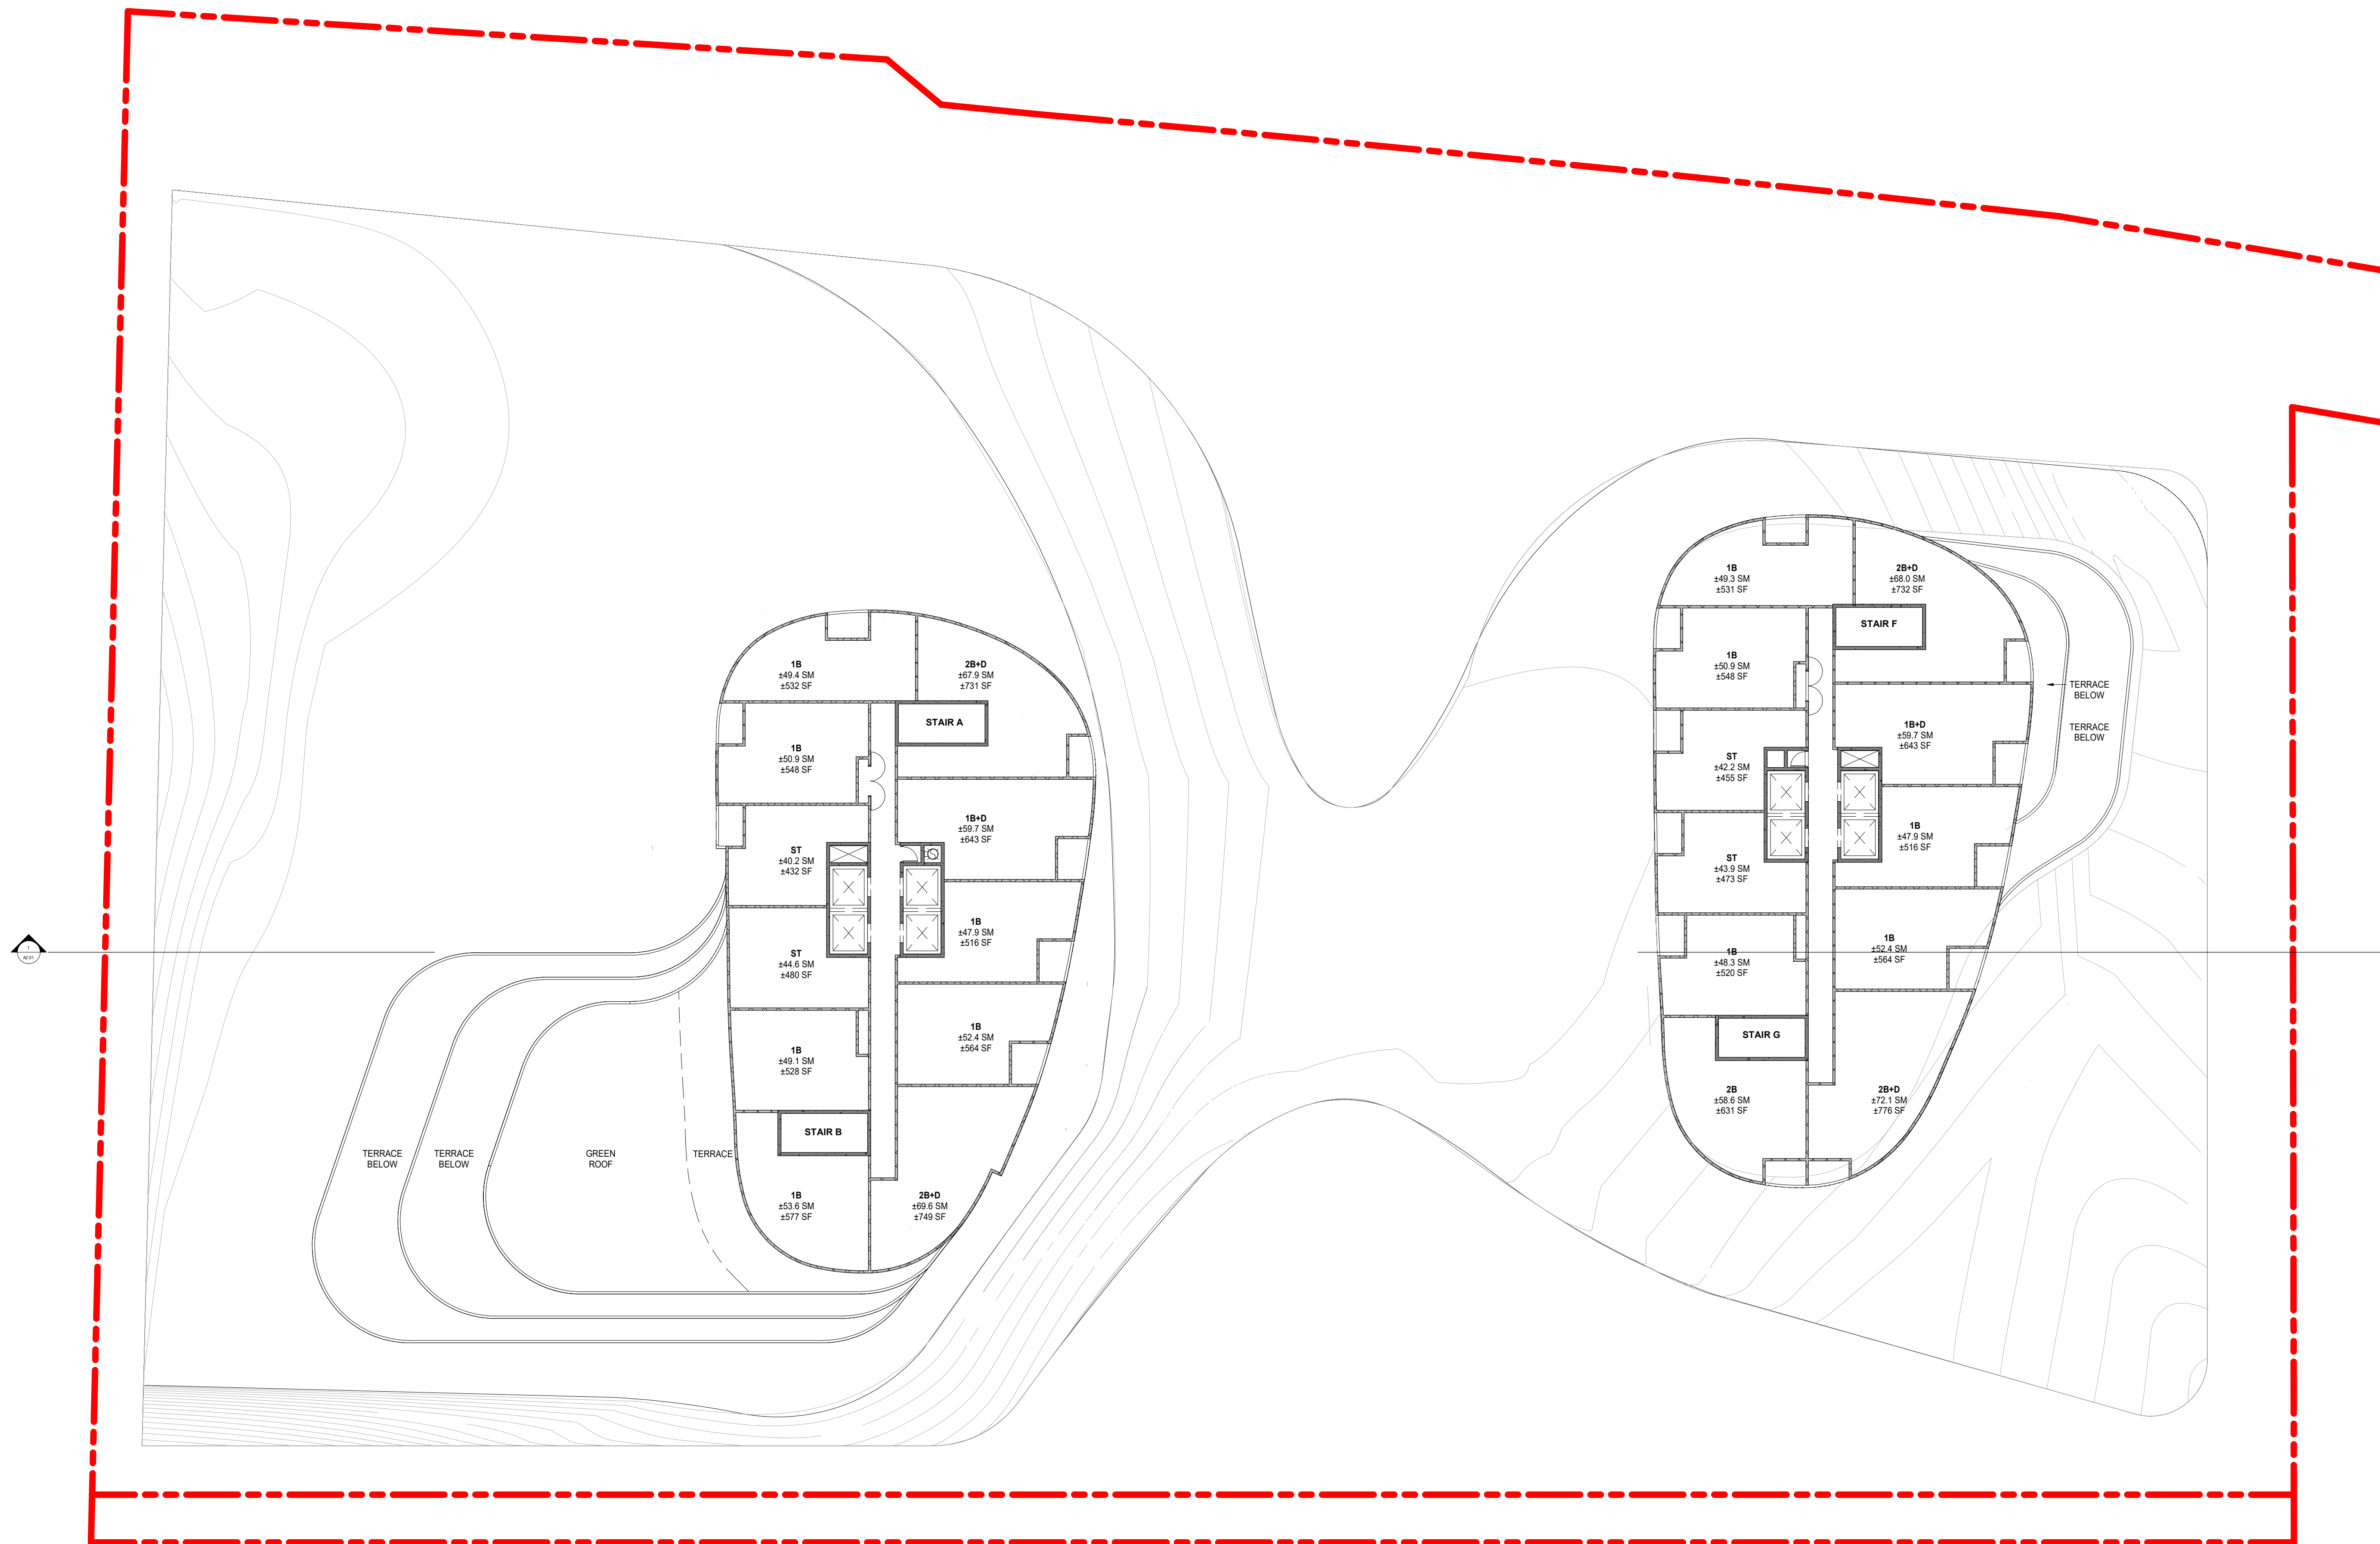 1B
±49.4 SM
±532 SF
2B+D
±67.9 SM
±731 SF
STAIR A
1B
±50.9 SM
±548 SF
1B+D
±59.7 SM
±643 SF
ST
±40.2 SM
±432 SF
1B
±47.9 SM
±516 SF
ST
±44.6 SM
±480 SF
1B
±52.4 SM
±564 SF
1B
±49.1 SM
±528 SF
STAIR B
1B
±53.6 SM
±577 SF
2B+D
±69.6 SM
±749 SF
TERRACE
BELOW
TERRACE
BELOW
GREEN
ROOF
TERRACE
1
A2.01
1B
±49.3 SM
±531 SF
2B+D
±68.0 SM
±732 SF
STAIR F
1B
±50.9 SM
±548 SF
1B+D
±59.7 SM
±643 SF
ST
±42.2 SM
±455 SF
1B
±47.9 SM
±516 SF
ST
±43.9 SM
±473 SF
1B
±52.4 SM
±564 SF
1B
±48.3 SM
±520 SF
STAIR G
2B
±58.6 SM
±631 SF
2B+D
±72.1 SM
±776 SF
TERRACE
BELOW
TERRACE
BELOW